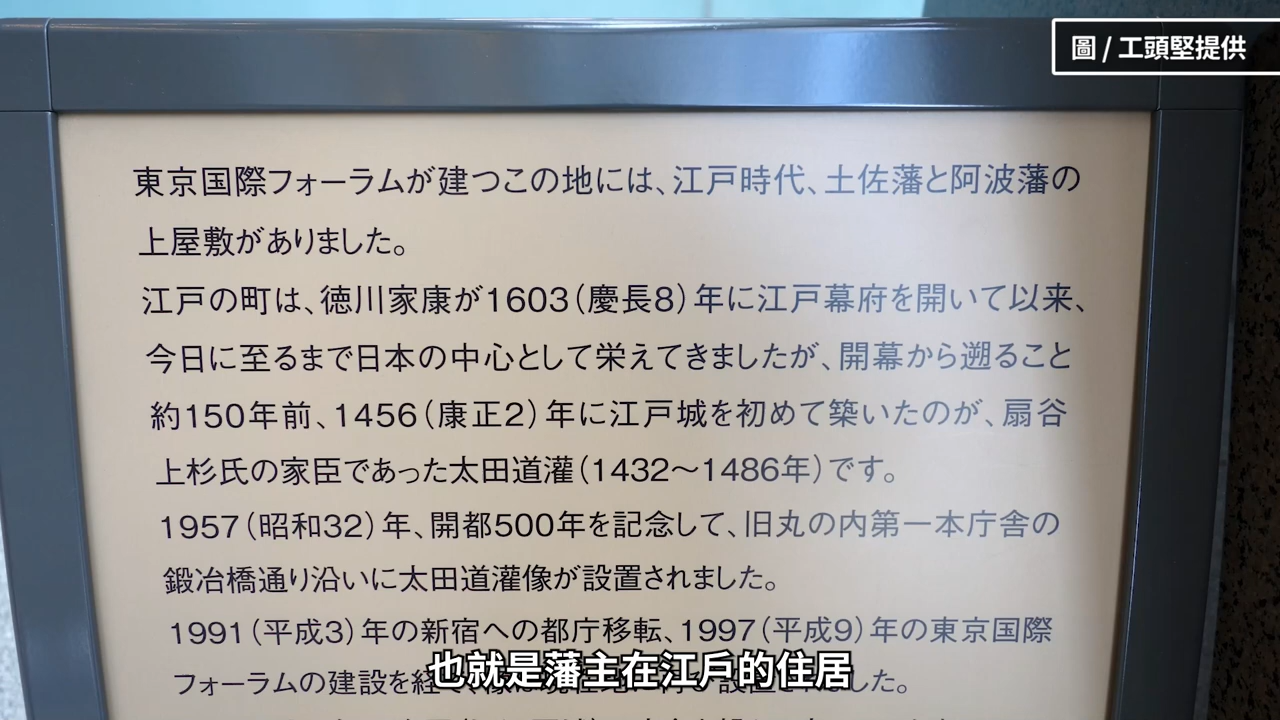 圖 / 工頭堅提供
東京国際フォーラムが建つこの地には、江戸時代、土佐藩と阿波藩の
上屋敷がありました。
江戸の町は、徳川家康が1603(慶長8)年に江戸幕府を開いて以来、
今日に至るまで日本の中心として栄えてきましたが、開幕から遡ること
約150年前、1456(康正2)年に江戸城を初めて築いたのが、扇谷
上杉氏の家臣であった太田道灌(1432〜1486年)です。
1957(昭和32)年、開都500年を記念して、旧丸の内第一本庁舎の
鍛冶橋通り沿いに太田道灌像が設置されました。
1991(平成3)年の新宿への都庁移転、1997(平成9)年の東京国際
フォーラムの建設を経 した。
也就是藩主在江戶的住居